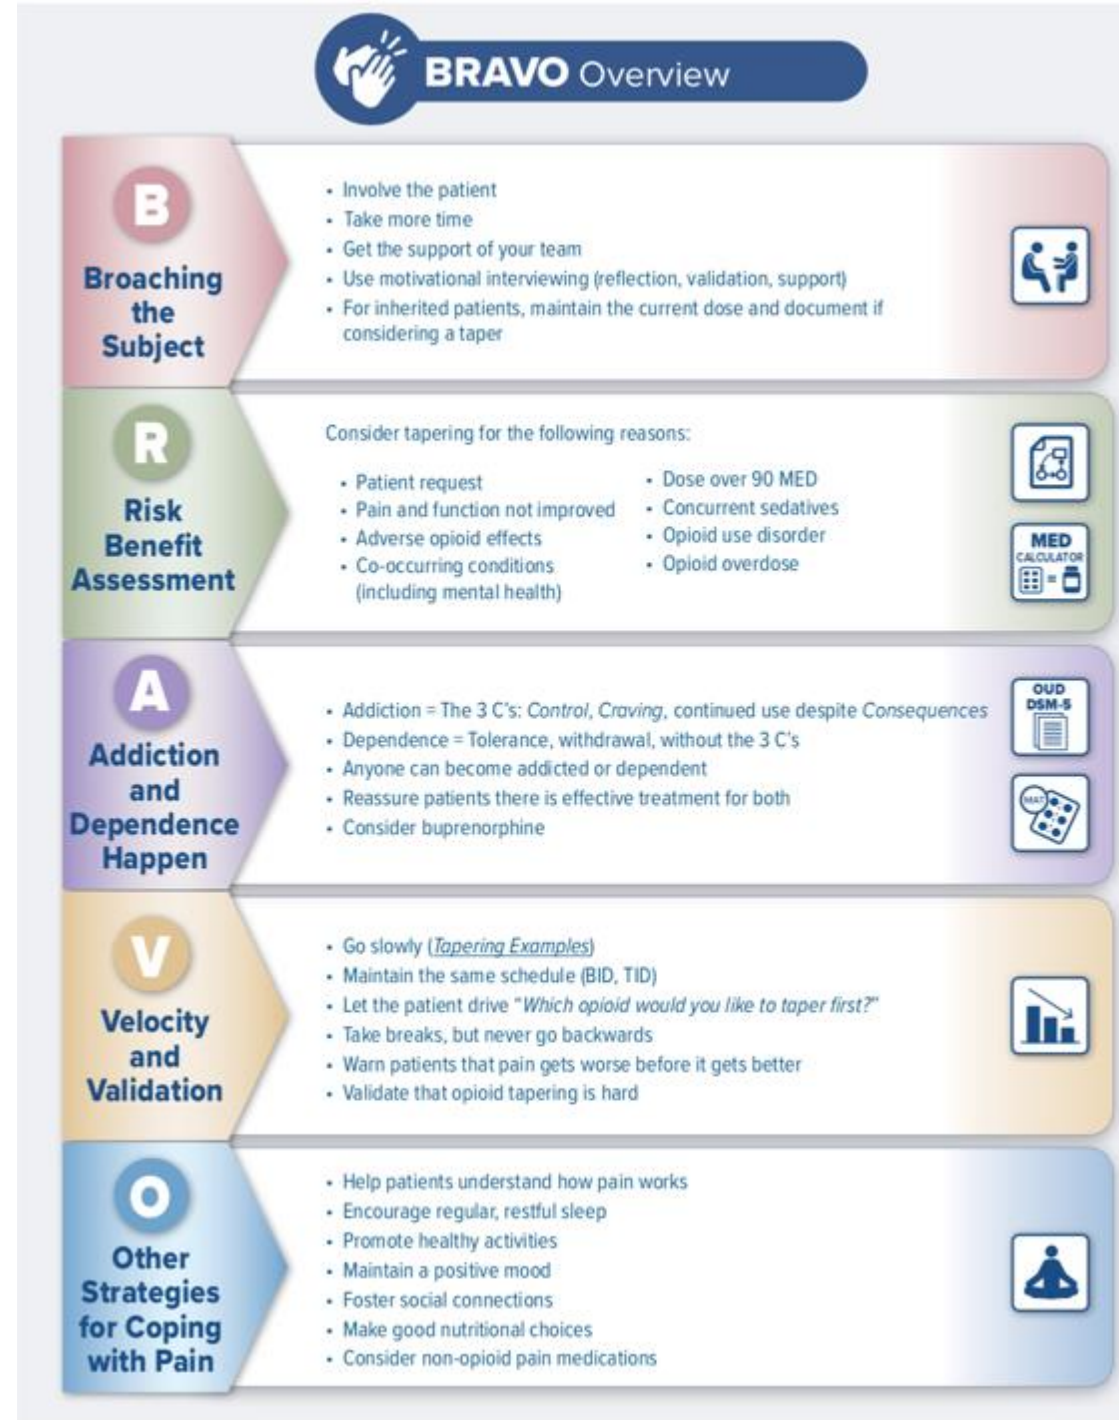 BRAVO Overview
B
Broaching
the
Subject
• Involve the patient
• Take more time
• Get the support of your team
• Use motivational interviewing (reflection, validation, support)
• For inherited patients, maintain the current dose and document if
considering a taper
R
Risk
Benefit
Assessment
Consider tapering for the following reasons:
• Patient request
• Pain and function not improved
• Adverse opioid effects
• Co-occurring conditions
(including mental health)
• Dose over 90 MED
• Concurrent sedatives
• Opioid use disorder
• Opioid overdose
MED
CALCULATOR
=
A
Addiction
and
Dependence
Happen
• Addiction = The 3 C's: Control, Craving, continued use despite Consequences
• Dependence = Tolerance, withdrawal, without the 3 C's
• Anyone can become addicted or dependent
• Reassure patients there is effective treatment for both
• Consider buprenorphine
OUD
DSM-5
MAT
V
Velocity
and
Validation
• Go slowly (Tapering Examples)
• Maintain the same schedule (BID, TID)
• Let the patient drive "Which opioid would you like to taper first?"
• Take breaks, but never go backwards
• Warn patients that pain gets worse before it gets better
• Validate that opioid tapering is hard
O
Other
Strategies
for Coping
with Pain
• Help patients understand how pain works
• Encourage regular, restful sleep
• Promote healthy activities
• Maintain a positive mood
• Foster social connections
• Make good nutritional choices
• Consider non-opioid pain medications